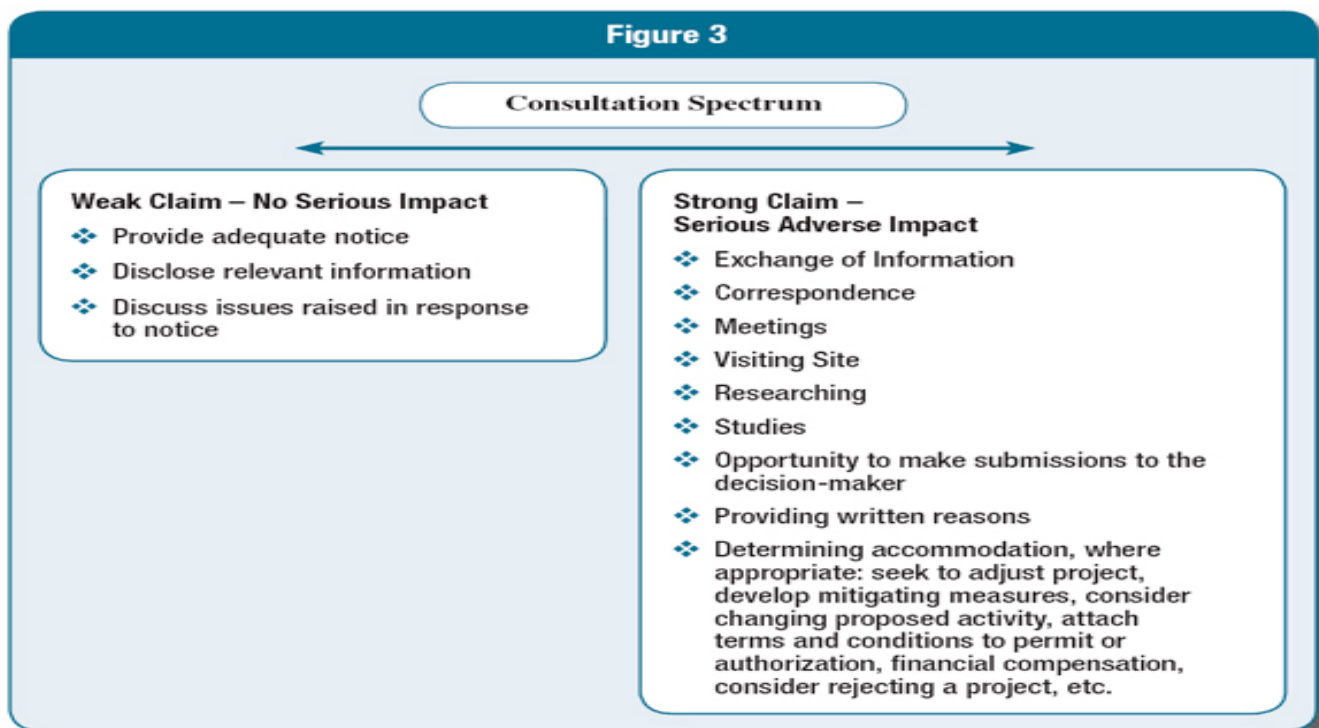 Figure 3
Consultation Spectrum
Weak Claim – No Serious Impact
❖ Provide adequate notice
❖ Disclose relevant information
❖ Discuss issues raised in response
to notice
Strong Claim –
Serious Adverse Impact
❖ Exchange of Information
❖ Correspondence
❖ Meetings
❖ Visiting Site
❖ Researching
❖ Studies
❖ Opportunity to make submissions to the
decision-maker
❖ Providing written reasons
❖ Determining accommodation, where
appropriate: seek to adjust project,
develop mitigating measures, consider
changing proposed activity, attach
terms and conditions to permit or
authorization, financial compensation,
consider rejecting a project, etc.